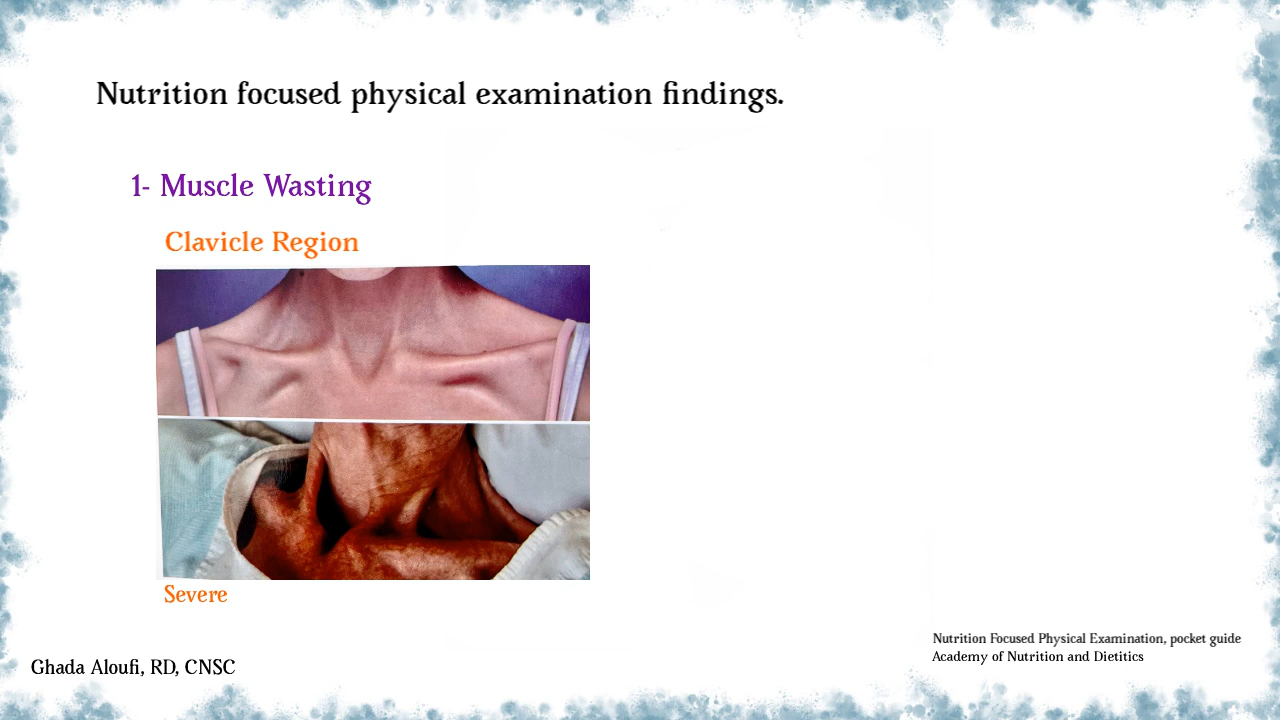 Nutrition focused physical examination findings.
1- Muscle Wasting
Clavicle Region
Severe
Nutrition Focused Physical Examination, pocket guide
Academy of Nutrition and Dietitics
Ghada Aloufi, RD, CNSC